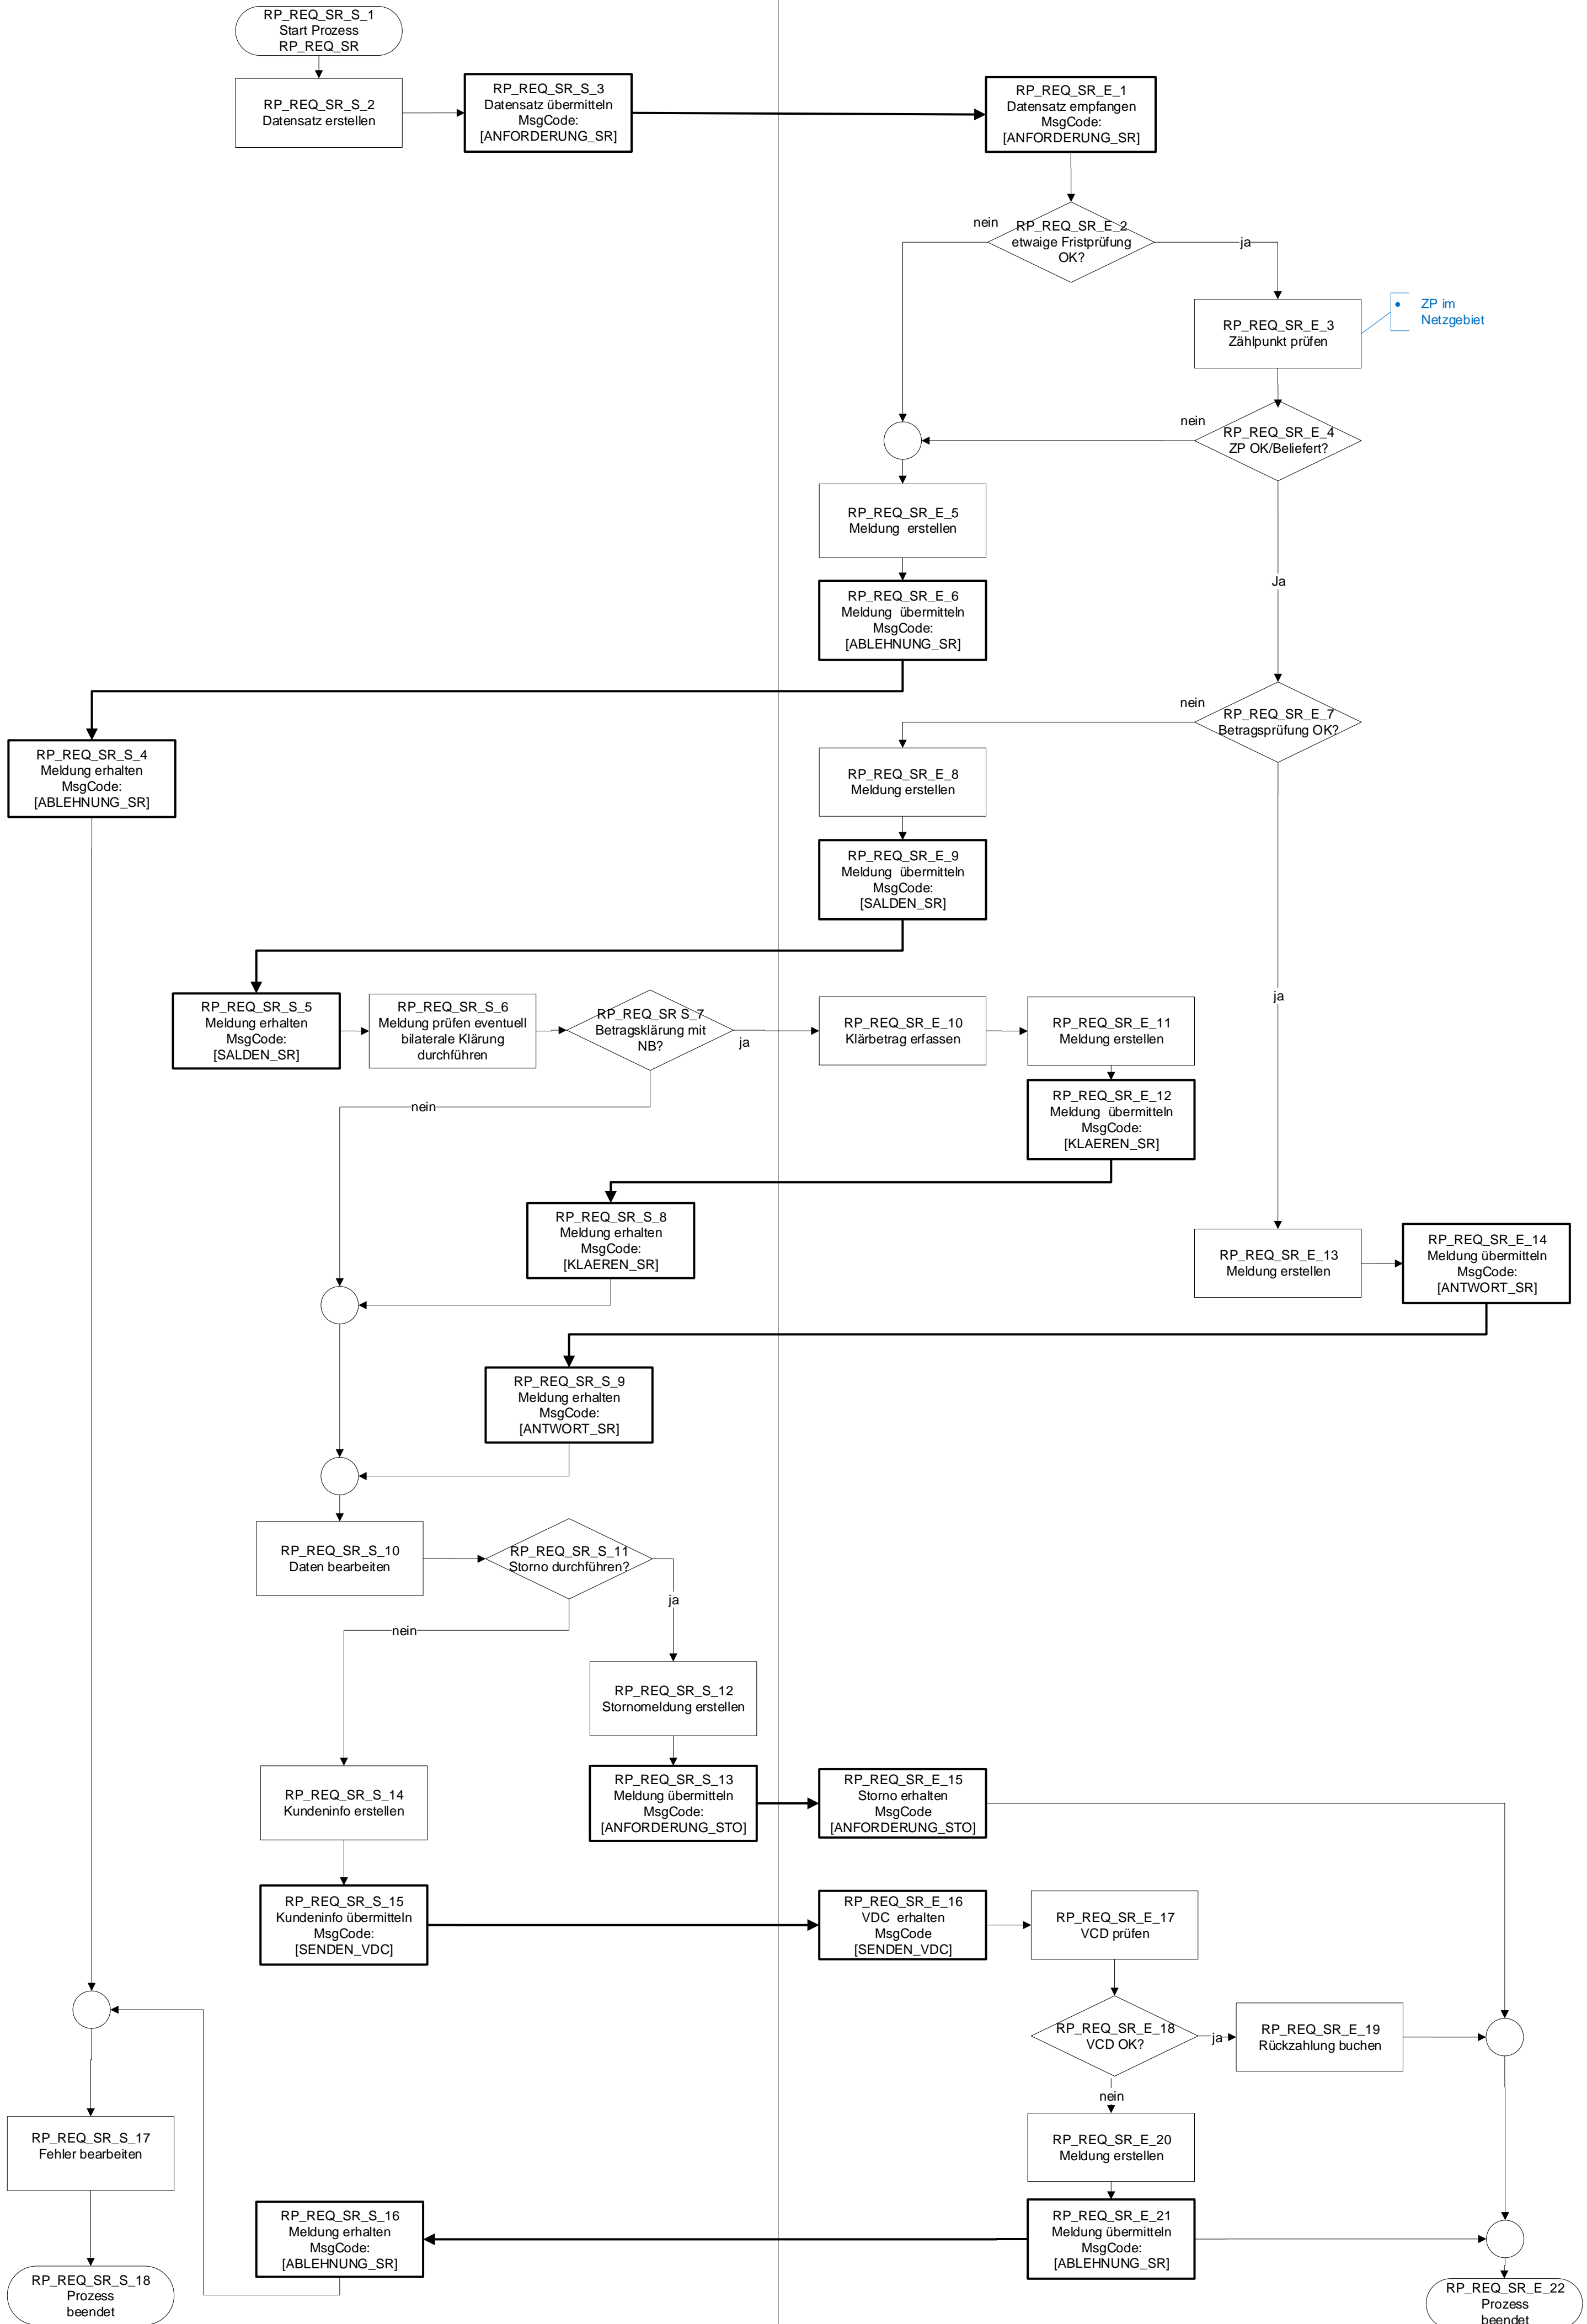 RP_REQ_SR_S_1
Start Prozess
RP_REQ_SR
RP_REQ_SR_S_2
Datensatz erstellen
RP_REQ_SR_S_3
Datensatz übermitteln
MsgCode:
[ANFORDERUNG_SR]
RP_REQ_SR_E_1
Datensatz empfangen
MsgCode:
[ANFORDERUNG_SR]
nein
RP_REQ_SR_E_2
etwaige Fristprüfung
OK?
ja
RP_REQ_SR_E_3
Zählpunkt prüfen
• ZP im
Netzgebiet
nein
RP_REQ_SR_E_4
ZP OK/Beliefert?
RP_REQ_SR_E_5
Meldung erstellen
Ja
RP_REQ_SR_E_6
Meldung übermitteln
MsgCode:
[ABLEHNUNG_SR]
RP_REQ_SR_S_4
Meldung erhalten
MsgCode:
[ABLEHNUNG_SR]
nein
RP_REQ_SR_E_7
Betragsprüfung OK?
RP_REQ_SR_E_8
Meldung erstellen
RP_REQ_SR_E_9
Meldung übermitteln
MsgCode:
[SALDEN_SR]
RP_REQ_SR_S_5
Meldung erhalten
MsgCode:
[SALDEN_SR]
RP_REQ_SR_S_6
Meldung prüfen eventuell
bilaterale Klärung
durchführen
RP_REQ_SR S_7
Betragsklärung mit
NB?
ja
RP_REQ_SR_E_10
Klärbetrag erfassen
RP_REQ_SR_E_11
Meldung erstellen
ja
nein
RP_REQ_SR_E_12
Meldung übermitteln
MsgCode:
[KLAEREN_SR]
RP_REQ_SR_S_8
Meldung erhalten
MsgCode:
[KLAEREN_SR]
RP_REQ_SR_E_13
Meldung erstellen
RP_REQ_SR_E_14
Meldung übermitteln
MsgCode:
[ANTWORT_SR]
RP_REQ_SR_S_9
Meldung erhalten
MsgCode:
[ANTWORT_SR]
RP_REQ_SR_S_10
Daten bearbeiten
RP_REQ_SR_S_11
Storno durchführen?
ja
nein
RP_REQ_SR_S_12
Stornomeldung erstellen
RP_REQ_SR_S_14
Kundeninfo erstellen
RP_REQ_SR_S_13
Meldung übermitteln
MsgCode:
[ANFORDERUNG_STO]
RP_REQ_SR_E_15
Storno erhalten
MsgCode
[ANFORDERUNG_STO]
RP_REQ_SR_S_15
Kundeninfo übermitteln
MsgCode:
[SENDEN_VDC]
RP_REQ_SR_E_16
VDC erhalten
MsgCode
[SENDEN_VDC]
RP_REQ_SR_E_17
VCD prüfen
RP_REQ_SR_E_18
VCD OK?
ja
RP_REQ_SR_E_19
Rückzahlung buchen
nein
RP_REQ_SR_S_17
Fehler bearbeiten
RP_REQ_SR_E_20
Meldung erstellen
RP_REQ_SR_S_16
Meldung erhalten
MsgCode:
[ABLEHNUNG_SR]
RP_REQ_SR_E_21
Meldung übermitteln
MsgCode:
[ABLEHNUNG_SR]
RP_REQ_SR_S_18
Prozess
beendet
RP_REQ_SR_E_22
Prozess
beendet